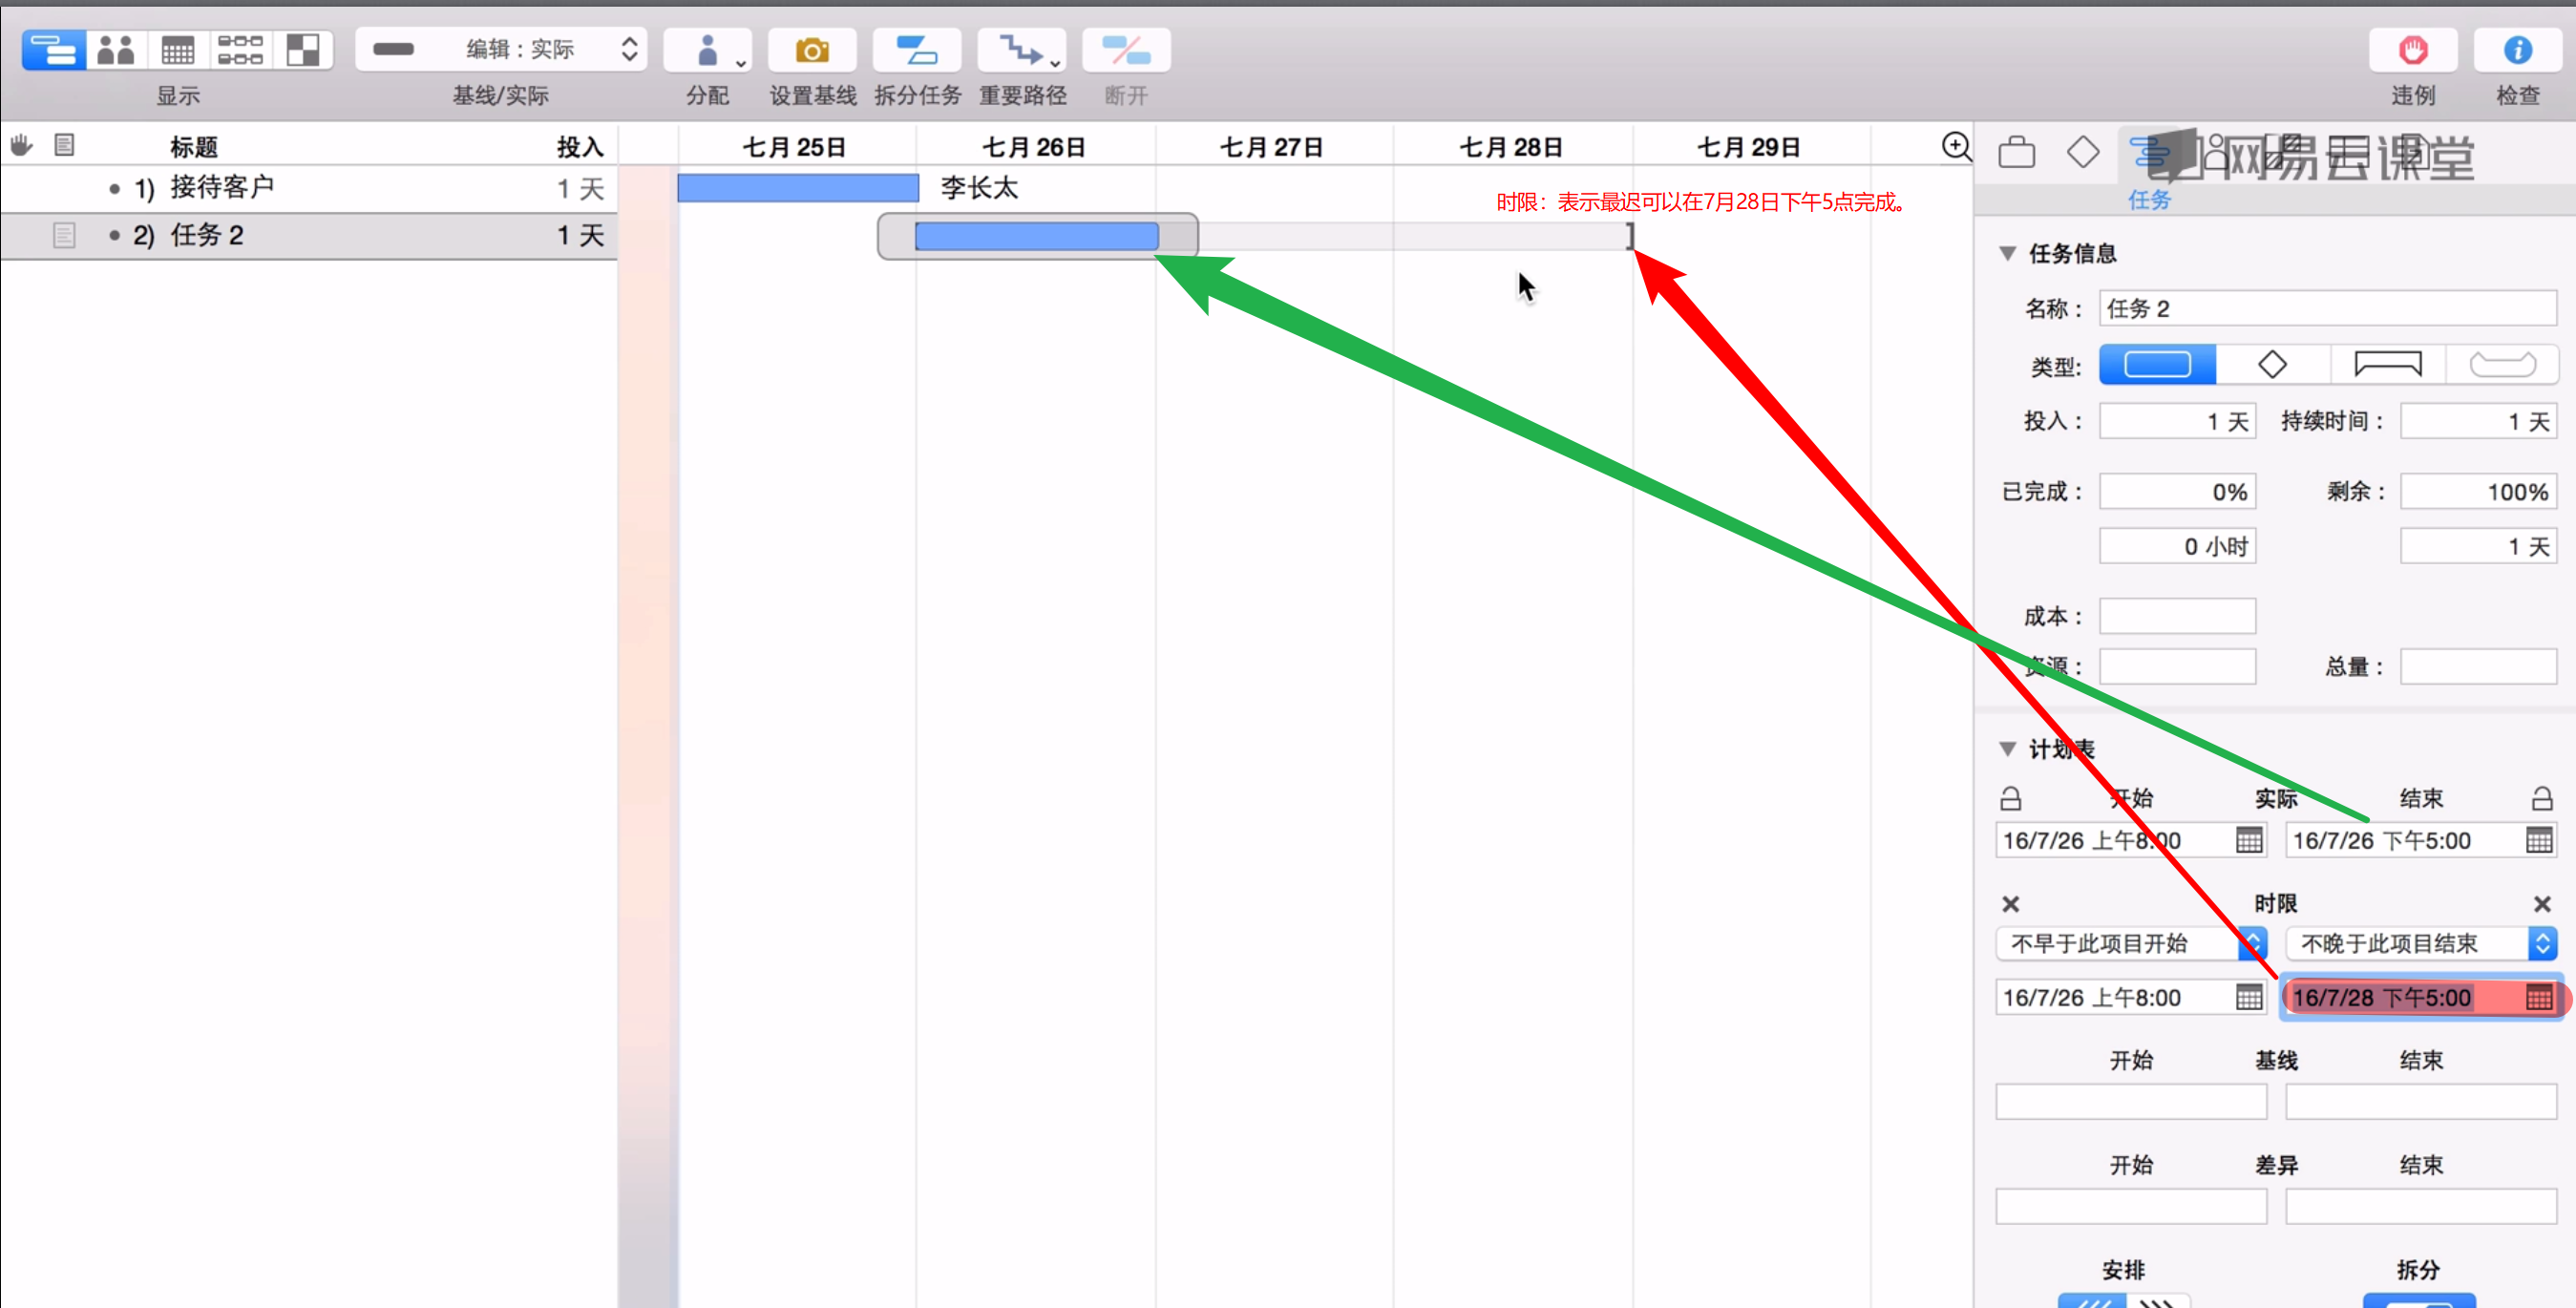 编辑：实际
显示
基线/实际
分配
设置基线
拆分任务
重要路径
断开
违例
检查
标题
投入
七月 25日
七月 26日
七月 27日
七月 28日
七月 29日
网易云课堂
任务
1) 接待客户
1 天
李长太
时限：表示最迟可以在7月28日下午5点完成。
2) 任务 2
1 天
任务信息
名称： 任务 2
类型:
投入： 1 天 持续时间： 1 天
已完成： 0% 剩余： 100%
0 小时 1 天
成本：
资源： 总量：
计划表
开始 实际 结束
16/7/26 上午8:00 16/7/26 下午5:00
时限
不早于此项目开始 不晚于此项目结束
16/7/26 上午8:00 16/7/28 下午5:00
开始 基线 结束
开始 差异 结束
安排 拆分